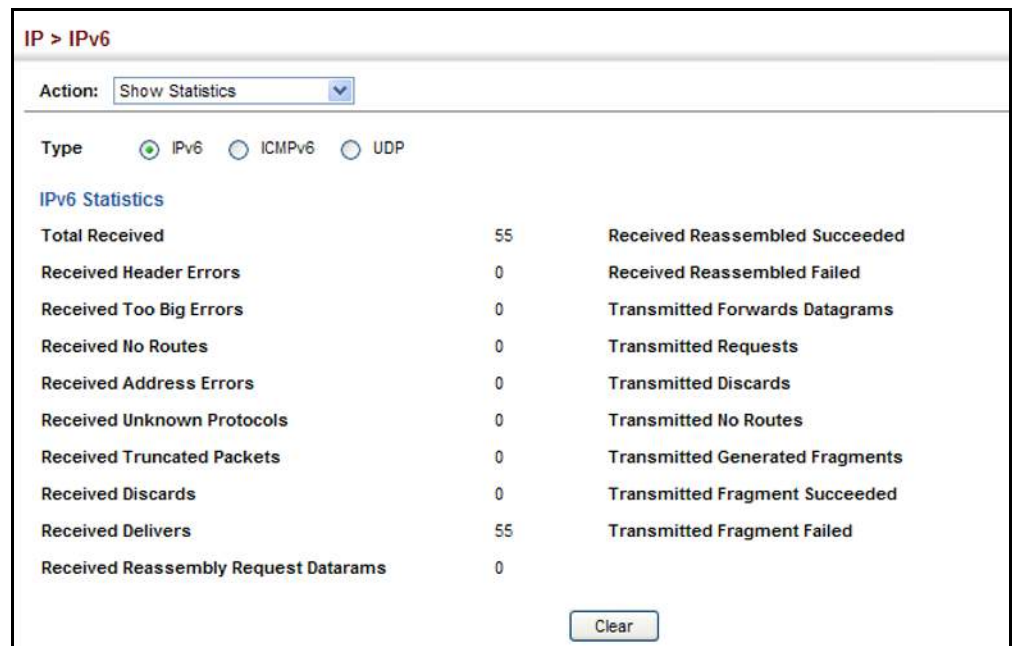 IP > IPv6
Action: Show Statistics
Type IPv6 ICMPv6 UDP
IPv6 Statistics
Total Received 55 Received Reassembled Succeeded
Received Header Errors 0 Received Reassembled Failed
Received Too Big Errors 0 Transmitted Forwards Datagrams
Received No Routes 0 Transmitted Requests
Received Address Errors 0 Transmitted Discards
Received Unknown Protocols 0 Transmitted No Routes
Received Truncated Packets 0 Transmitted Generated Fragments
Received Discards 0 Transmitted Fragment Succeeded
Received Delivers 55 Transmitted Fragment Failed
Received Reassembly Request Datarams 0
Clear